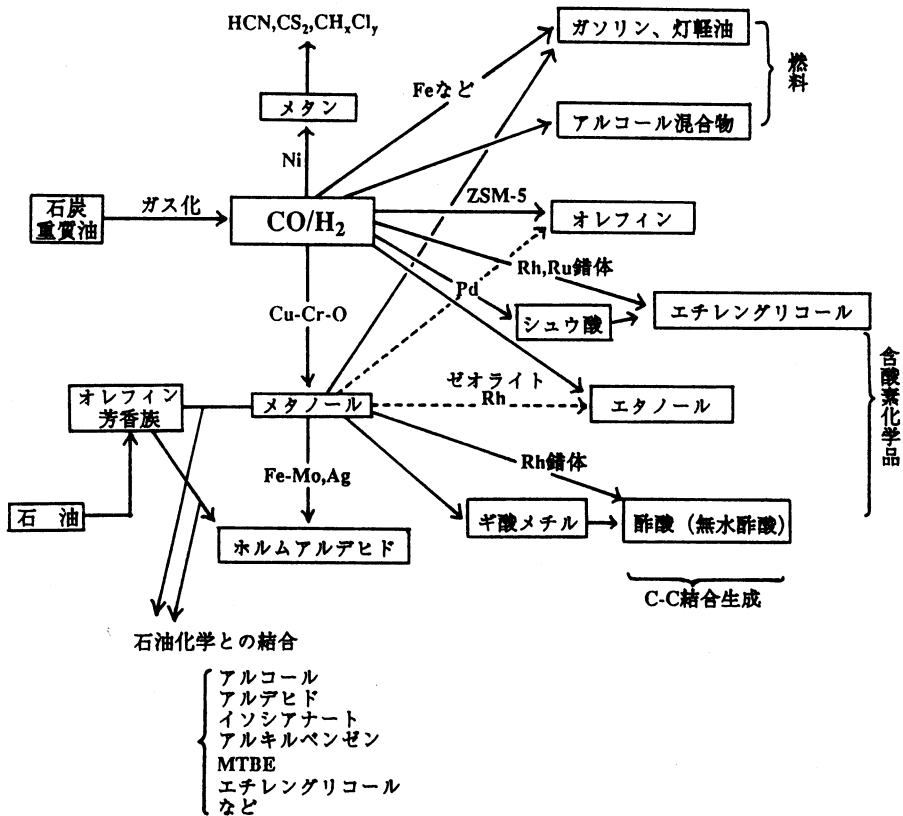 HCN,CS2,CHxCly
ガソリン、灯軽油
燃料
Feなど
メタン
アルコール混合物
Ni
ZSM-5
石炭
重質油
ガス化
CO/H2
オレフィン
Rh,Ru錯体
Pd
エチレングリコール
Cu-Cr-O
シュウ酸
含酸素化学品
ゼオライト
Rh
オレフィン
芳香族
メタノール
エタノール
Rh錯体
Fe-Mo,Ag
石 油
ギ酸メチル
酢酸(無水酢酸)
ホルムアルデヒド
C-C結合生成
石油化学との結合
アルコール
アルデヒド
イソシアナート
アルキルベンゼン
MTBE
エチレングリコール
など